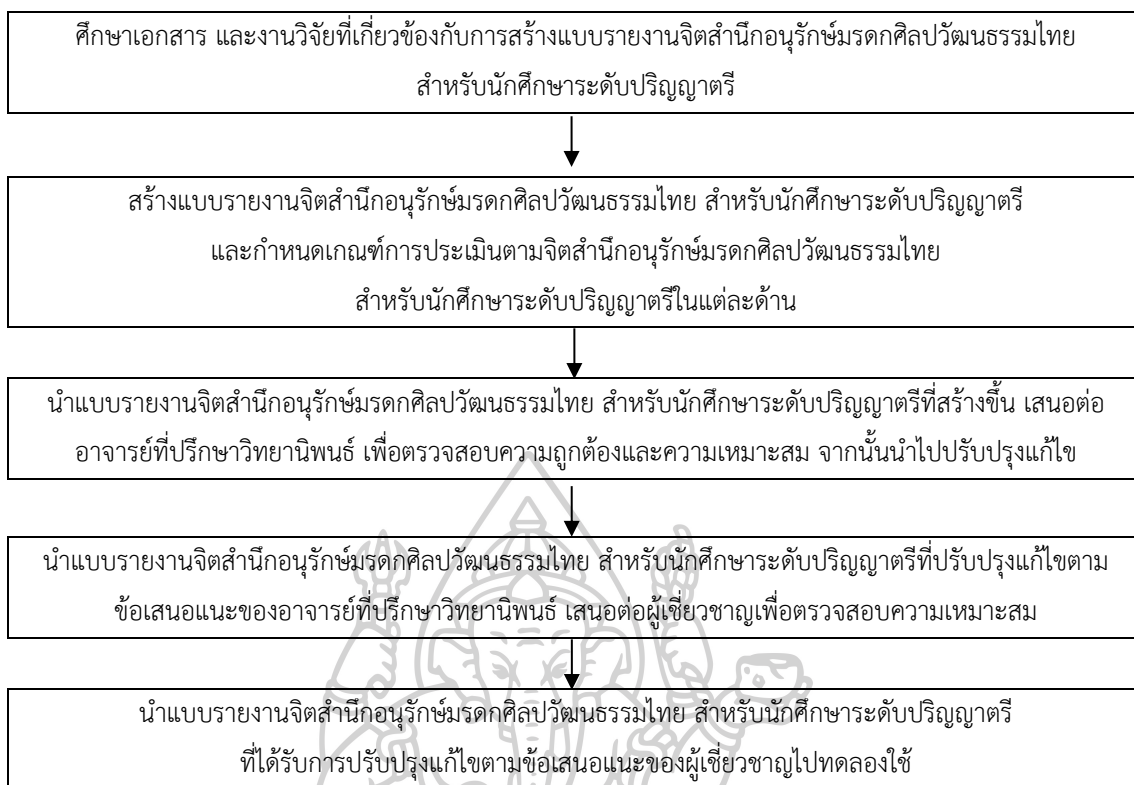 ศึกษาเอกสาร และงานวิจัยที่เกี่ยวข้องกับการสร้างแบบรายงานจิตสำนึกอนุรักษ์มรดกศิลปวัฒนธรรมไทย
สำหรับนักศึกษาระดับปริญญาตรี
สร้างแบบรายงานจิตสำนึกอนุรักษ์มรดกศิลปวัฒนธรรมไทย สำหรับนักศึกษาระดับปริญญาตรี
และกำหนดเกณฑ์การประเมินตามจิตสำนึกอนุรักษ์มรดกศิลปวัฒนธรรมไทย
สำหรับนักศึกษาระดับปริญญาตรีในแต่ละด้าน
นำแบบรายงานจิตสำนึกอนุรักษ์มรดกศิลปวัฒนธรรมไทย สำหรับนักศึกษาระดับปริญญาตรีที่สร้างขึ้น เสนอต่อ
อาจารย์ที่ปรึกษาวิทยานิพนธ์ เพื่อตรวจสอบความถูกต้องและความเหมาะสม จากนั้นนำไปปรับปรุงแก้ไข
นำแบบรายงานจิตสำนึกอนุรักษ์มรดกศิลปวัฒนธรรมไทย สำหรับนักศึกษาระดับปริญญาตรีที่ปรับปรุงแก้ไขตาม
ข้อเสนอแนะของอาจารย์ที่ปรึกษาวิทยานิพนธ์ เสนอต่อผู้เชี่ยวชาญเพื่อตรวจสอบความเหมาะสม
นำแบบรายงานจิตสำนึกอนุรักษ์มรดกศิลปวัฒนธรรมไทย สำหรับนักศึกษาระดับปริญญาตรี
ที่ได้รับการปรับปรุงแก้ไขตามข้อเสนอแนะของผู้เชี่ยวชาญไปทดลองใช้